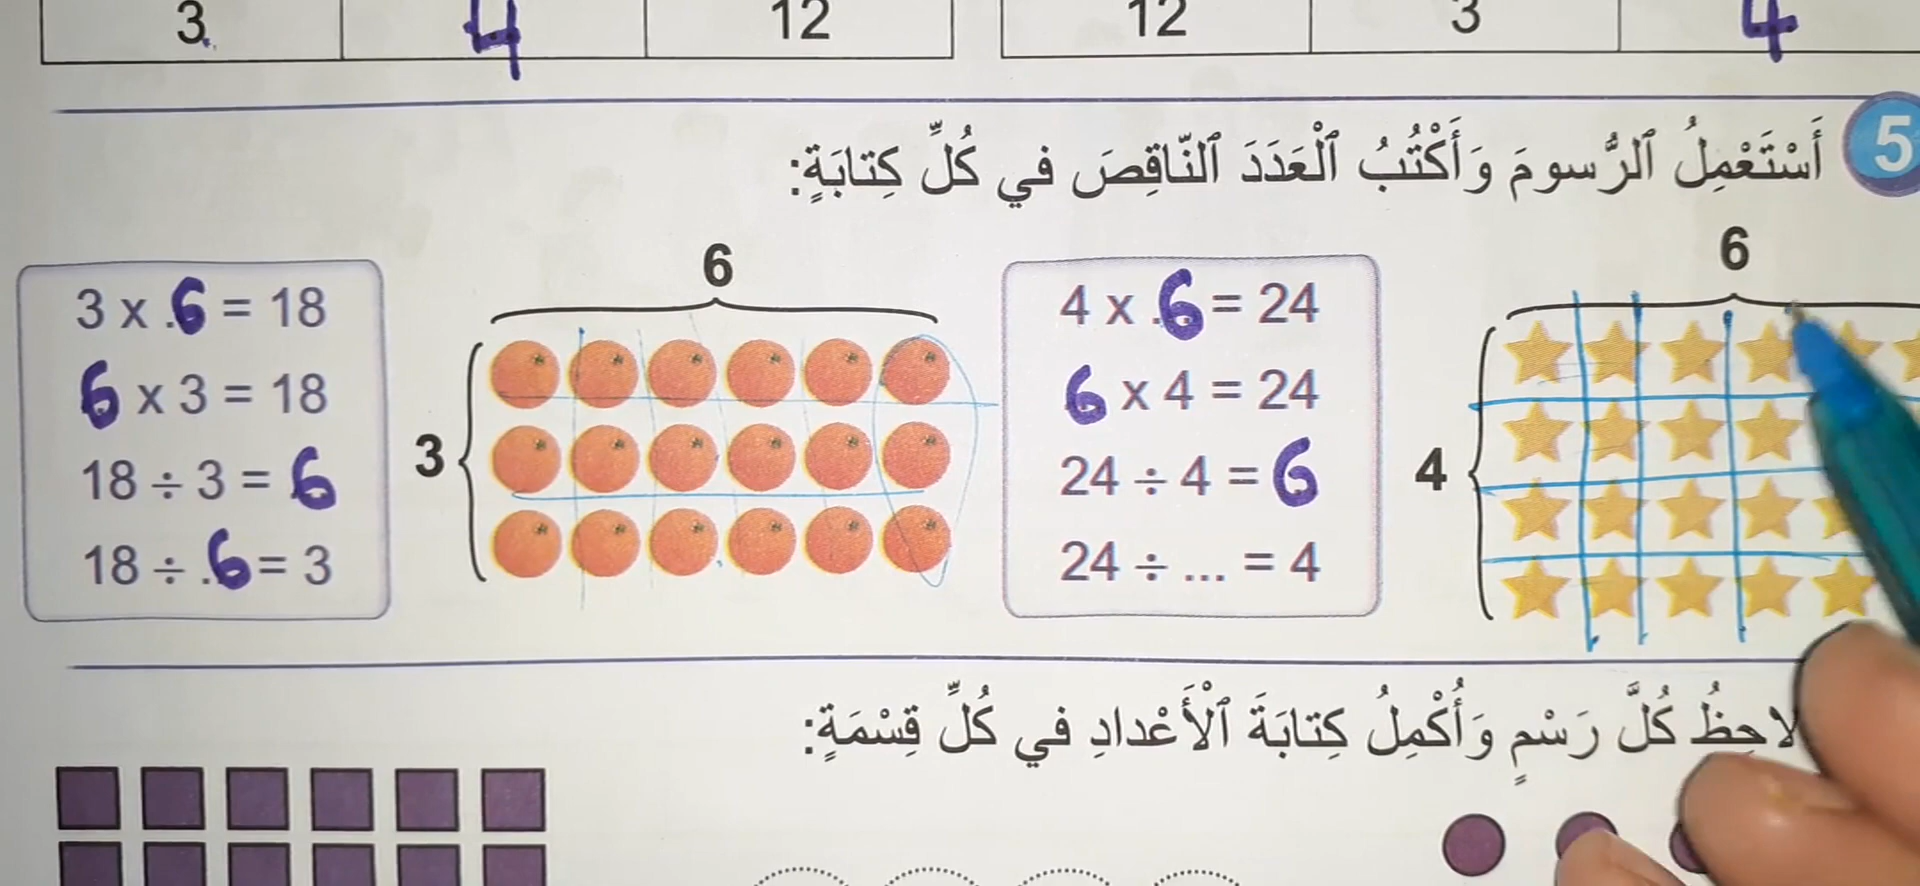 12 3 4
3 4 12
5 أَسْتَعْمِلُ ٱلرُّسومَ وَأَكْتُبُ ٱلْعَدَدَ ٱلنّاقِصَ في كُلِّ كِتابَةٍ:
6
4
4 x 6 = 24
6 x 4 = 24
24 ÷ 4 = 6
24 ÷ ... = 4
6
3
3 x 6 = 18
6 x 3 = 18
18 ÷ 3 = 6
18 ÷ 6 = 3
لاحِظُ كُلَّ رَسْمٍ وَأُكْمِلُ كِتابَةَ ٱلْأَعْدادِ في كُلِّ قِسْمَةٍ: